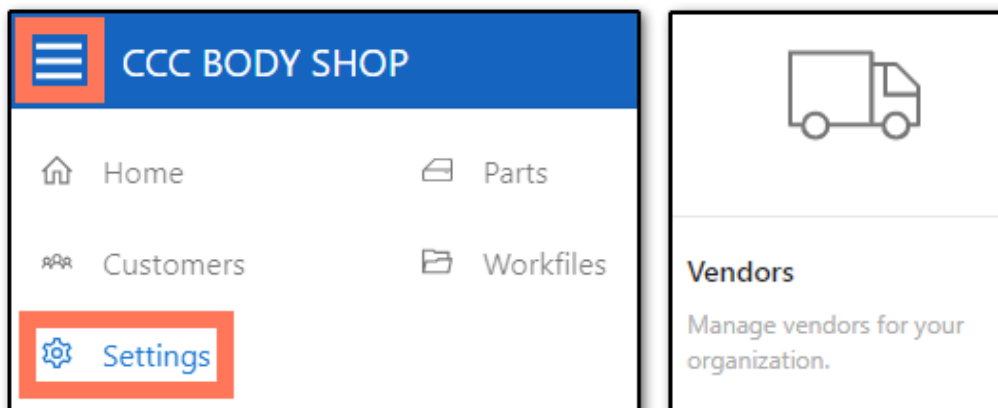 CCC BODY SHOP
Home
Parts
Customers
Workfiles
Settings
Vendors
Manage vendors for your
organization.